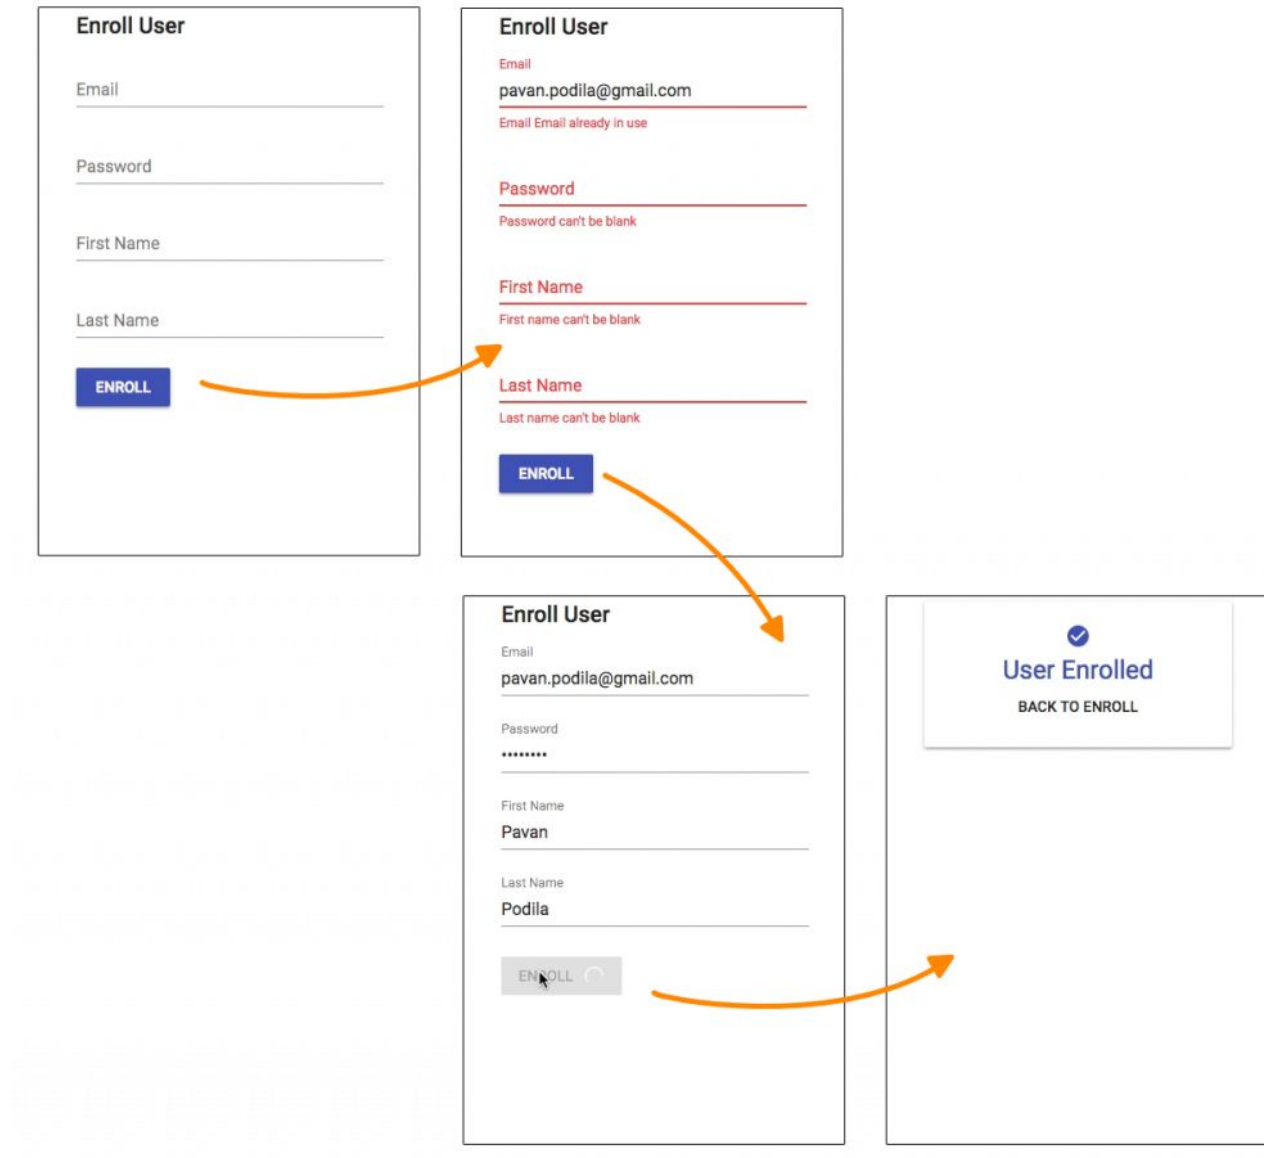 Enroll User
Email
Password
First Name
Last Name
ENROLL
Enroll User
Email
pavan.podila@gmail.com
Email Email already in use
Password
Password can't be blank
First Name
First name can't be blank
Last Name
Last name can't be blank
ENROLL
Enroll User
Email
pavan.podila@gmail.com
Password
••••••••
First Name
Pavan
Last Name
Podila
ENROLL
User Enrolled
BACK TO ENROLL